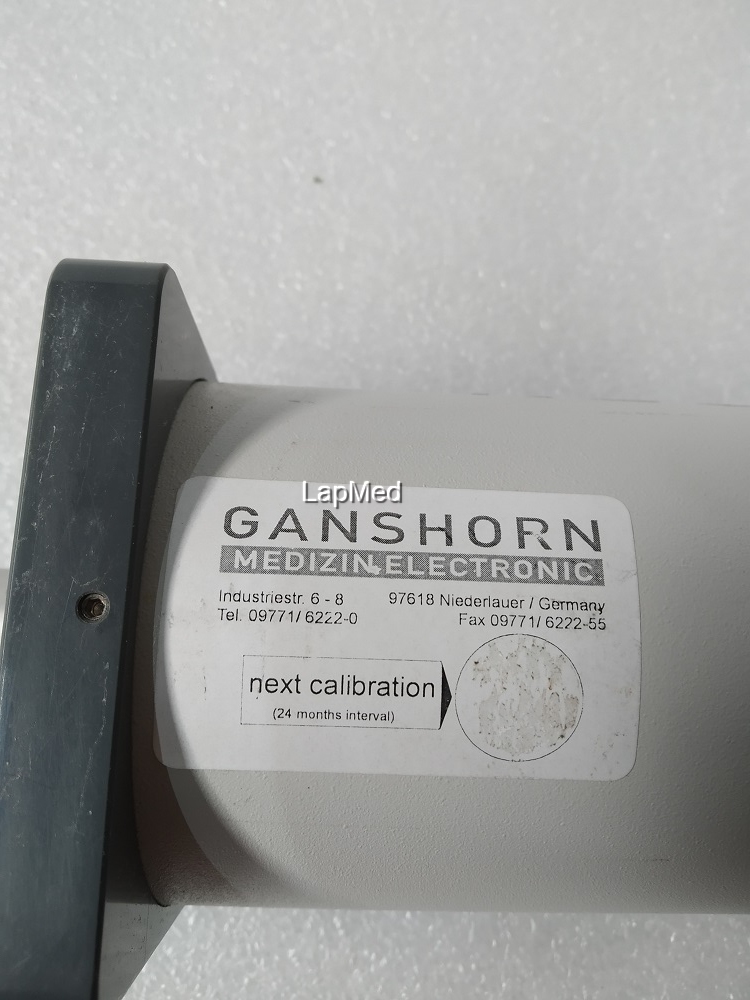 LapMed
GANSHORN
MEDIZIN ELECTRONIC
Industriestr. 6 - 8 97618 Niederlauer / Germany
Tel. 09771/ 6222-0 Fax 09771/ 6222-55
next calibration
(24 months interval)